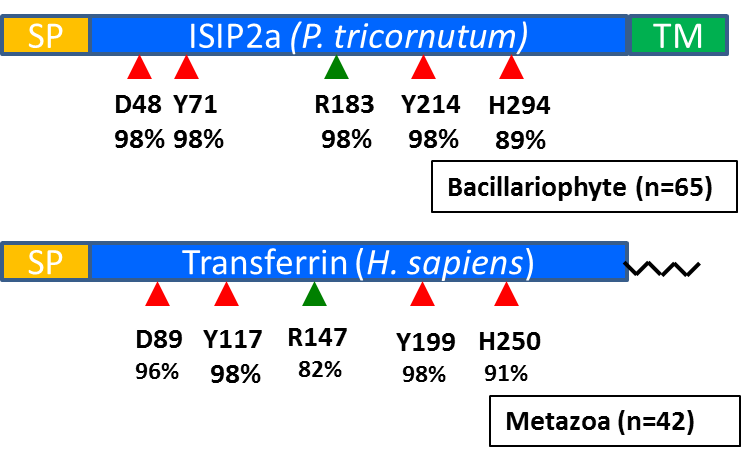 SP ISIP2a (P. tricornutum) TM
D48 Y71 R183 Y214 H294
98% 98% 98% 98% 89%
Bacillariophyte (n=65)
SP Transferrin (H. sapiens)
D89 Y117 R147 Y199 H250
96% 98% 82% 98% 91%
Metazoa (n=42)